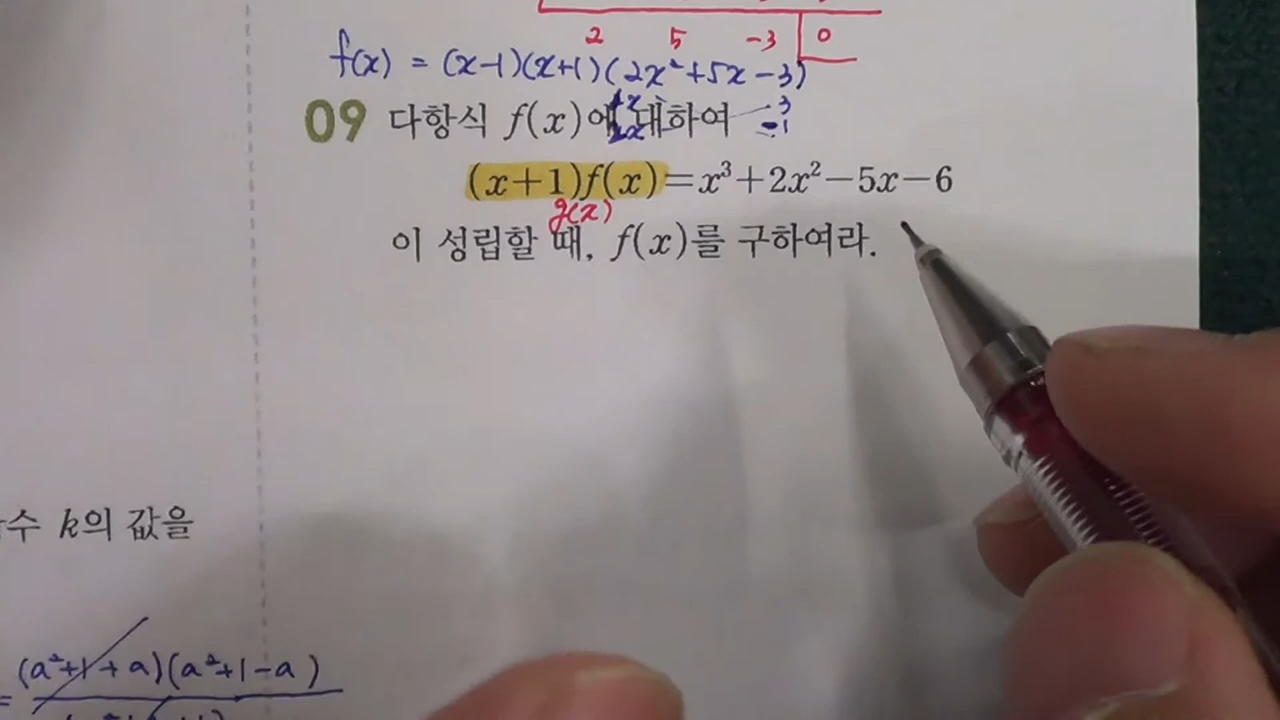 2 5 -3 0
f(x) = (x-1)(x+1)(2x²+5x-3)
09 다항식 f(x)에 대하여
3
-1
(x+1)f(x)=x³+2x²-5x-6
g(x)
이 성립할 때, f(x)를 구하여라.
수 k의 값을
= (a²+1+a)(a²+1-a)